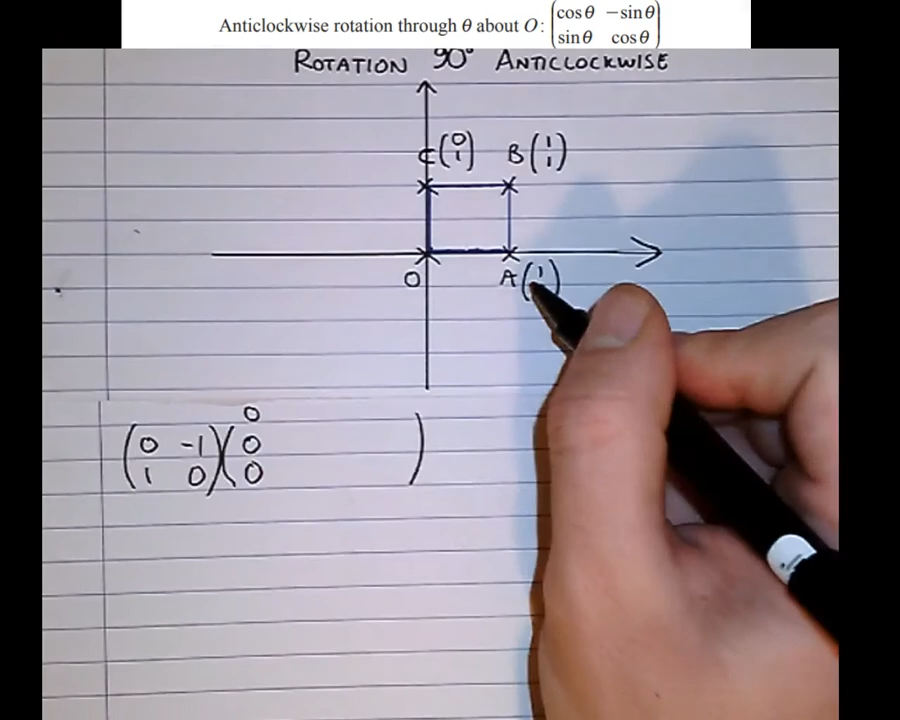 Anticlockwise rotation through θ about O: (cos θ −sin θ
sin θ cos θ)
ROTATION 90° ANTICLOCKWISE
C(0 1) B(1 1)
O A(1
0
(0 -1)(0
1 0) 0 )